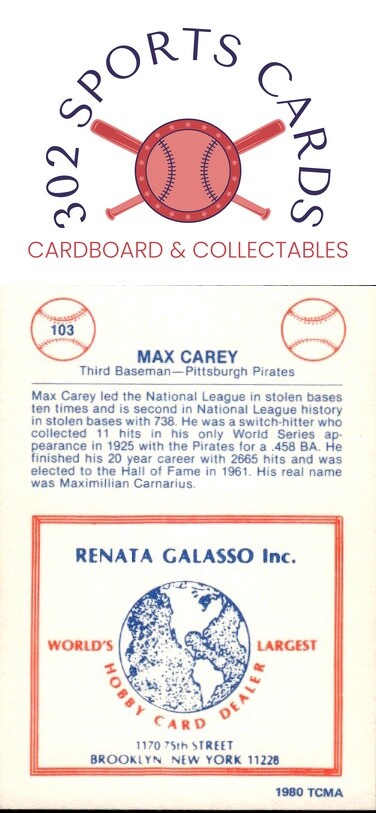 302 SPORTS CARDS
CARDBOARD & COLLECTABLES
103
MAX CAREY
Third Baseman—Pittsburgh Pirates
Max Carey led the National League in stolen bases
ten times and is second in National League history
in stolen bases with 738. He was a switch-hitter who
collected 11 hits in his only World Series ap-
pearance in 1925 with the Pirates for a .458 BA. He
finished his 20 year career with 2665 hits and was
elected to the Hall of Fame in 1961. His real name
was Maximillian Carnarius.
RENATA GALASSO Inc.
WORLD'S LARGEST
HOBBY CARD DEALER
1170 75th STREET
BROOKLYN NEW YORK 11228
1980 TCMA